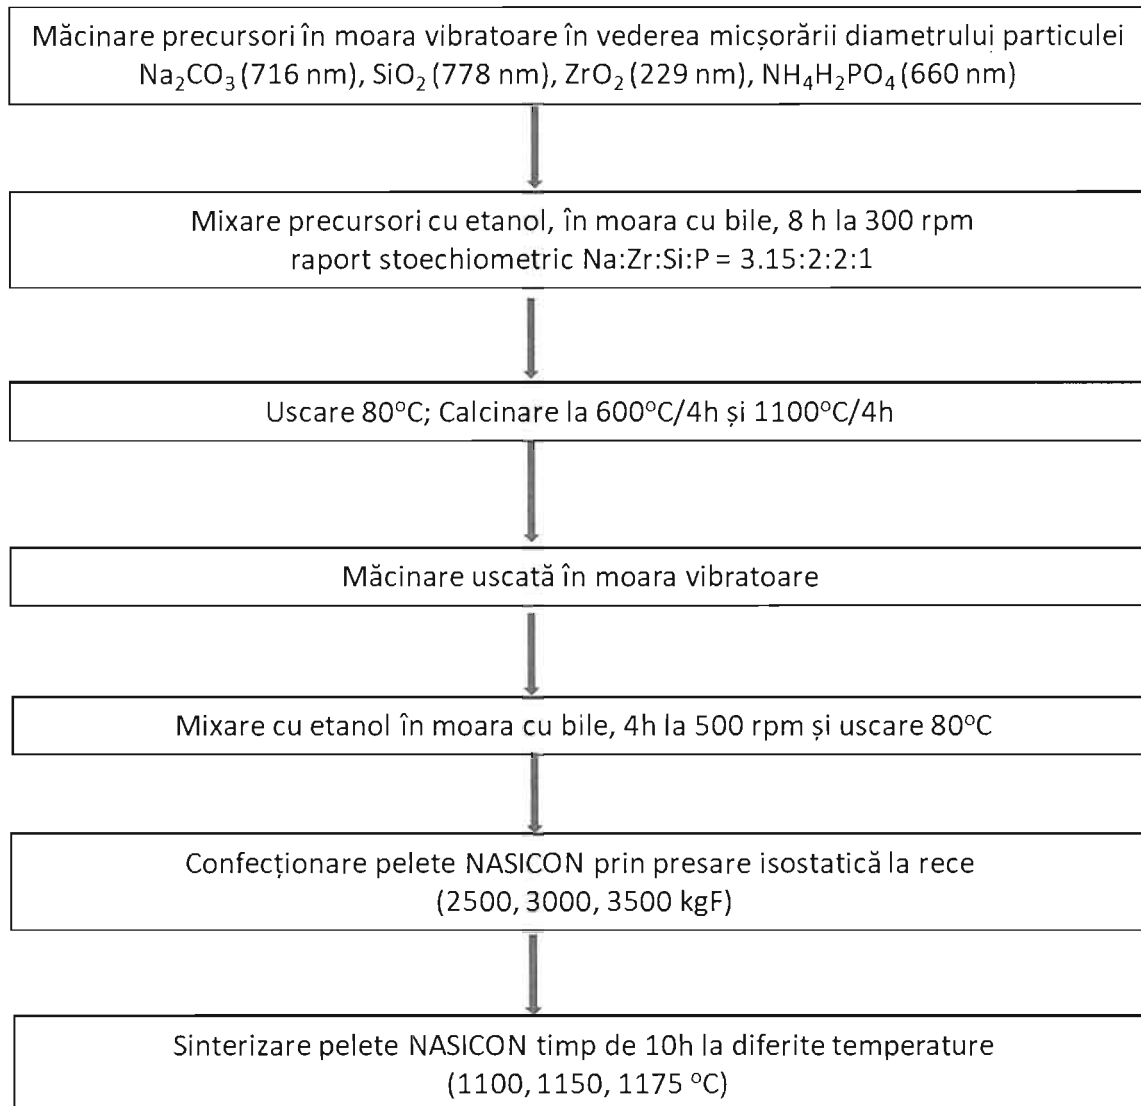 Măcinare precursori în moara vibratoare în vederea micșorării diametrului particulei
Na₂CO₃ (716 nm), SiO₂ (778 nm), ZrO₂ (229 nm), NH₄H₂PO₄ (660 nm)
Mixare precursori cu etanol, în moara cu bile, 8 h la 300 rpm
raport stoechiometric Na:Zr:Si:P = 3.15:2:2:1
Uscare 80°C; Calcinare la 600°C/4h și 1100°C/4h
Măcinare uscată în moara vibratoare
Mixare cu etanol în moara cu bile, 4h la 500 rpm și uscare 80°C
Confecționare pelete NASICON prin presare isostatică la rece
(2500, 3000, 3500 kgF)
Sinterizare pelete NASICON timp de 10h la diferite temperature
(1100, 1150, 1175 °C)